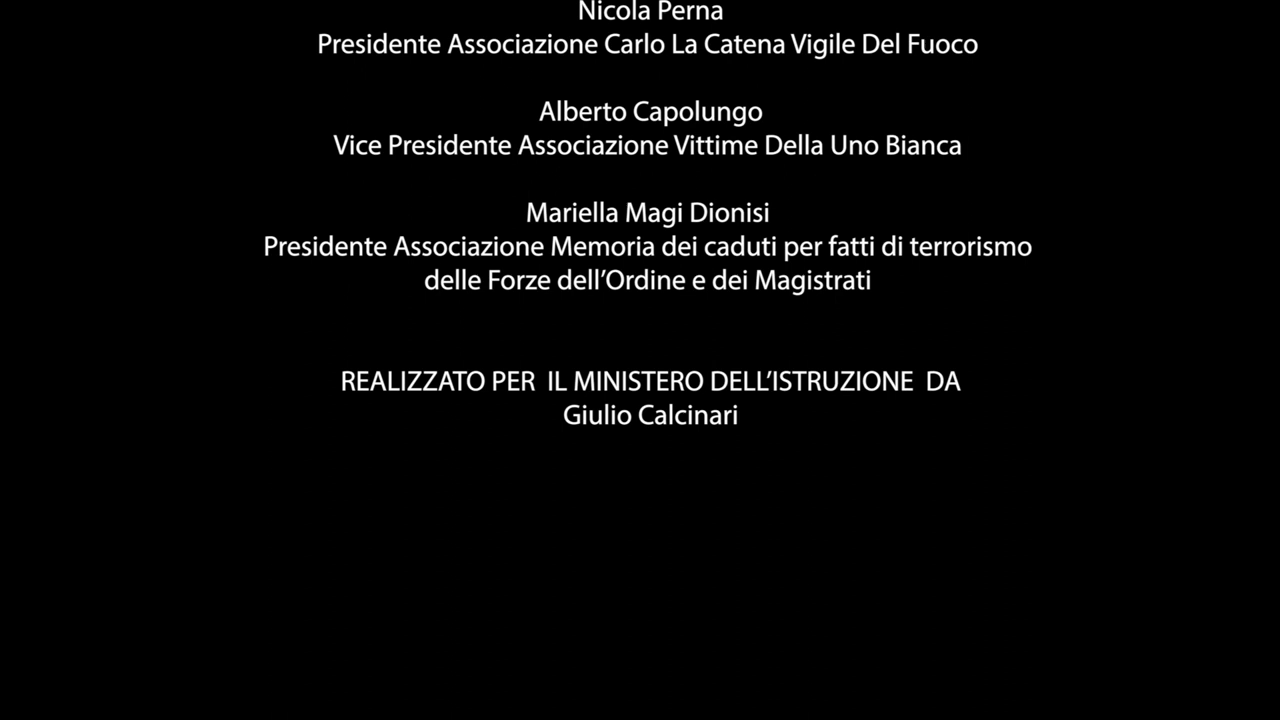 Nicola Perna
Presidente Associazione Carlo La Catena Vigile Del Fuoco
Alberto Capolungo
Vice Presidente Associazione Vittime Della Uno Bianca
Mariella Magi Dionisi
Presidente Associazione Memoria dei caduti per fatti di terrorismo
delle Forze dell’Ordine e dei Magistrati
REALIZZATO PER IL MINISTERO DELL’ISTRUZIONE DA
Giulio Calcinari